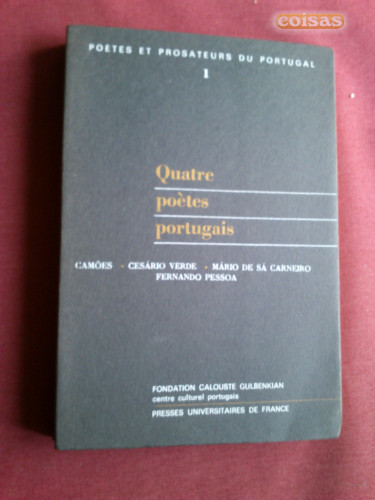 coisas
POÈTES ET PROSATEURS DU PORTUGAL
1
Quatre
poètes
portugais
CAMÕES • CESÁRIO VERDE • MÁRIO DE SÁ CARNEIRO
FERNANDO PESSOA
FONDATION CALOUSTE GULBENKIAN
centre culturel portugais
PRESSES UNIVERSITAIRES DE FRANCE